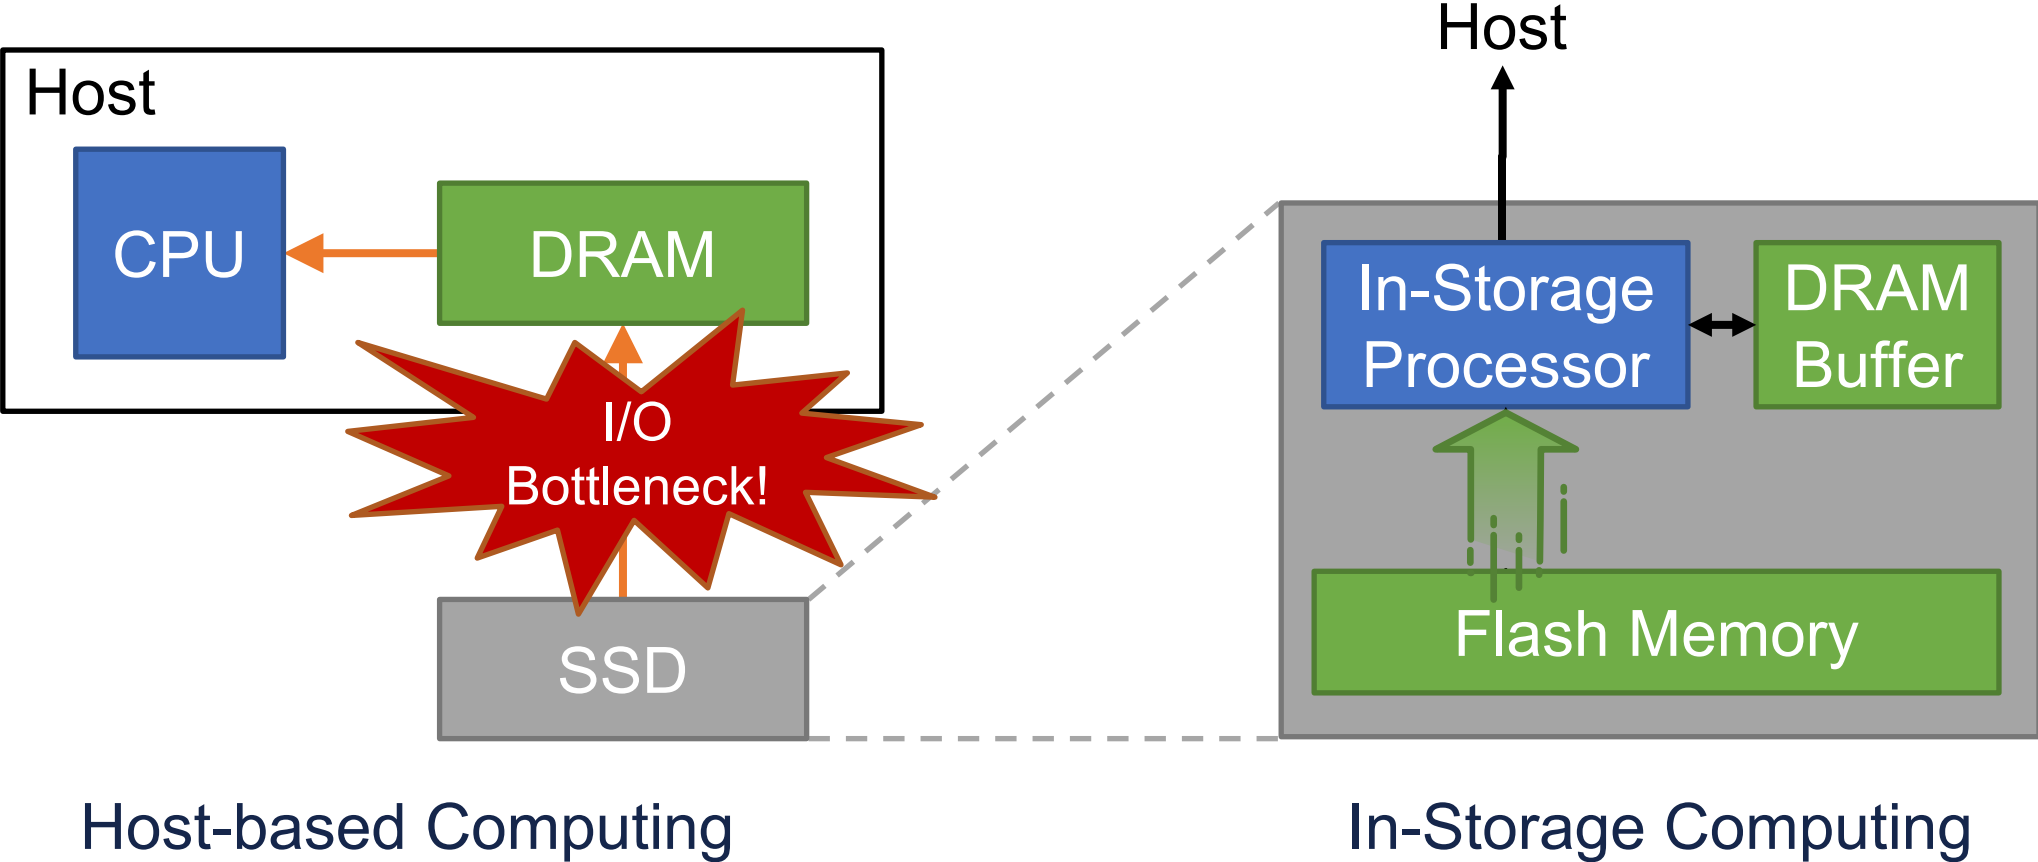 Host
CPU
DRAM
I/O
Bottleneck!
SSD
Host-based Computing
Host
In-Storage
Processor
DRAM
Buffer
Flash Memory
In-Storage Computing